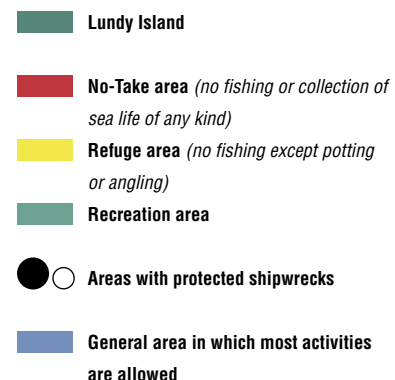 Lundy Island
No-Take area (no fishing or collection of
sea life of any kind)
Refuge area (no fishing except potting
or angling)
Recreation area
Areas with protected shipwrecks
General area in which most activities
are allowed